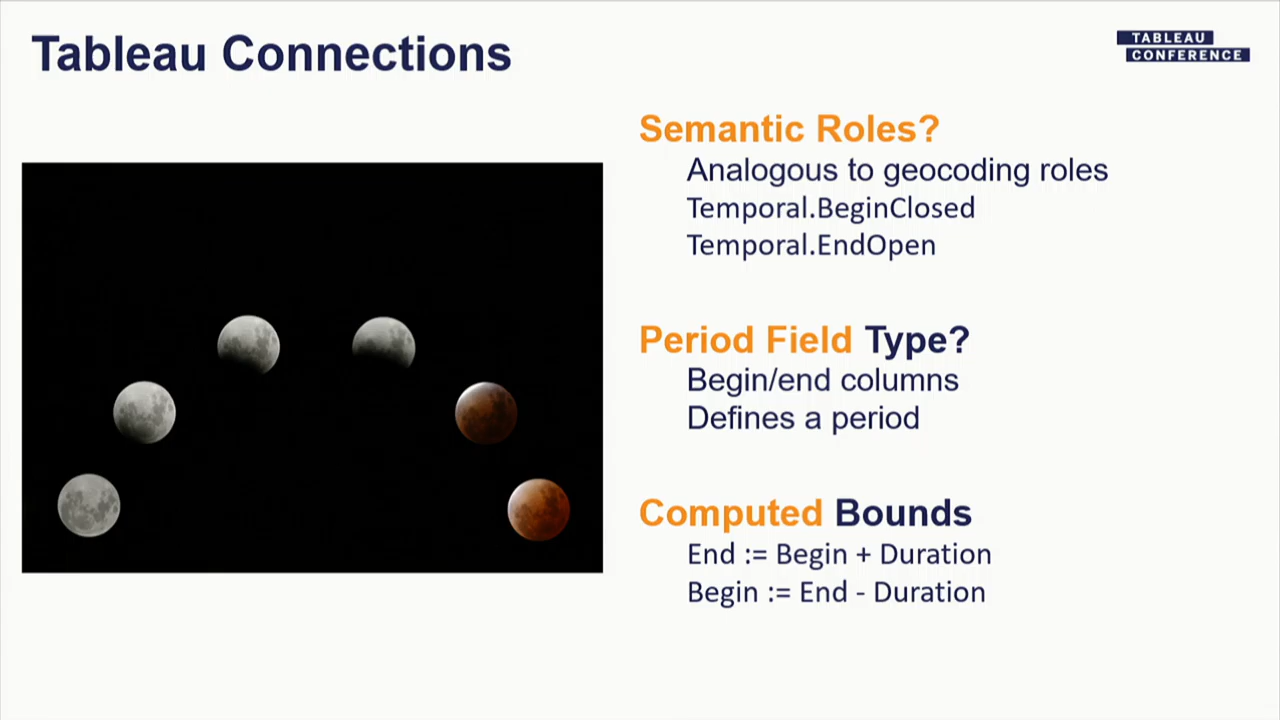 Tableau Connections
TABLEAU
CONFERENCE
Semantic Roles?
Analogous to geocoding roles
Temporal.BeginClosed
Temporal.EndOpen
Period Field Type?
Begin/end columns
Defines a period
Computed Bounds
End := Begin + Duration
Begin := End - Duration